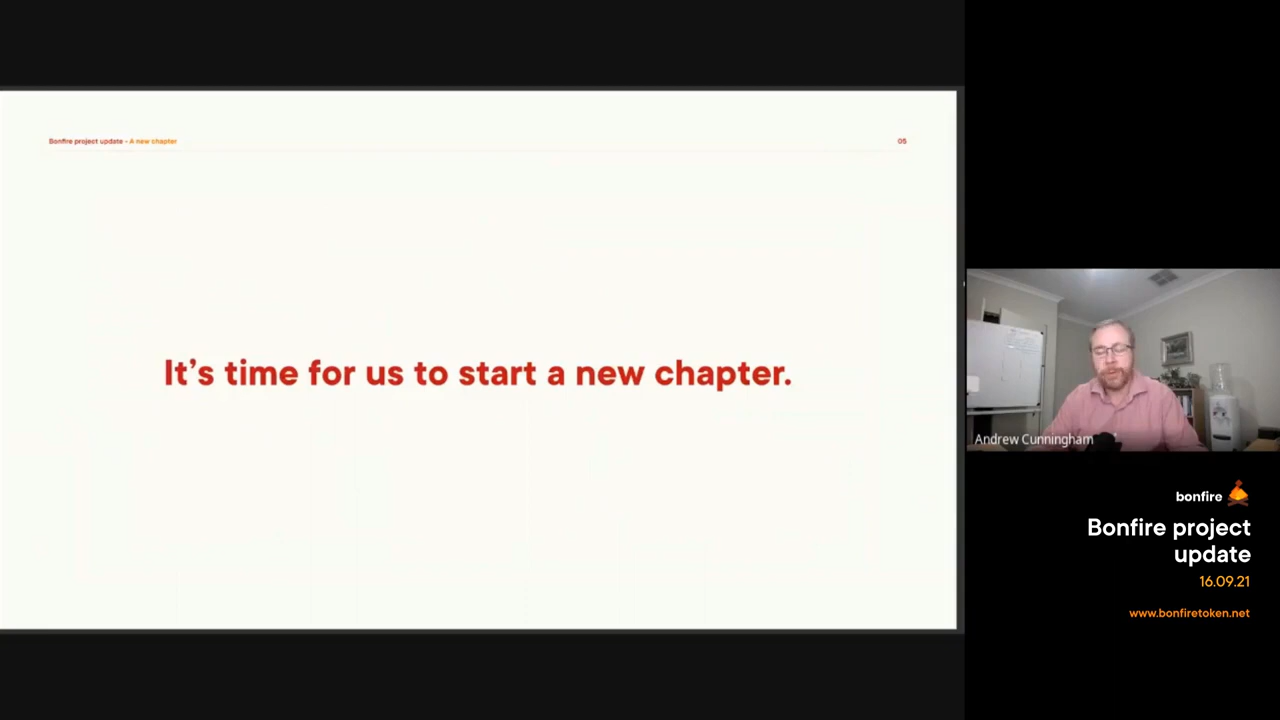 Bonfire project update - A new chapter
05
It's time for us to start a new chapter.
Andrew Cunningham
bonfire
Bonfire project
update
16.09.21
www.bonfiretoken.net